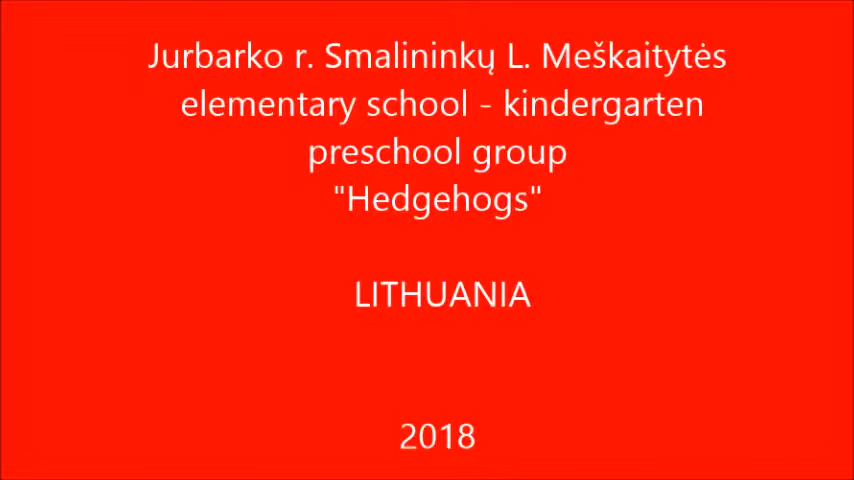 Jurbarko r. Smalininkų L. Meškaitytės
elementary school - kindergarten
preschool group
"Hedgehogs"
LITHUANIA
2018